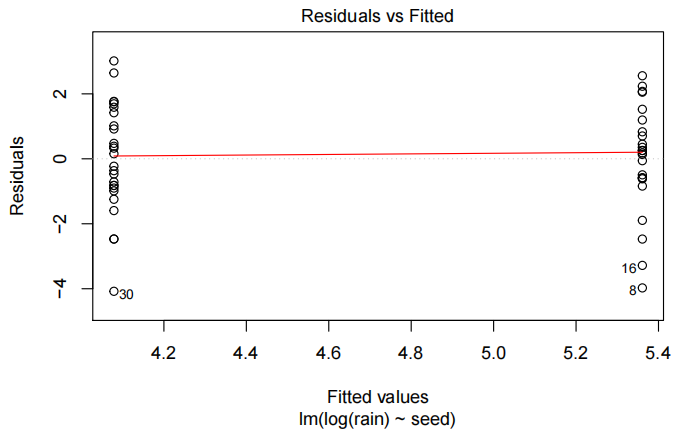 Residuals vs Fitted
Residuals
2
0
−2
−4
30
16
8
4.2 4.4 4.6 4.8 5.0 5.2 5.4
Fitted values
lm(log(rain) ~ seed)